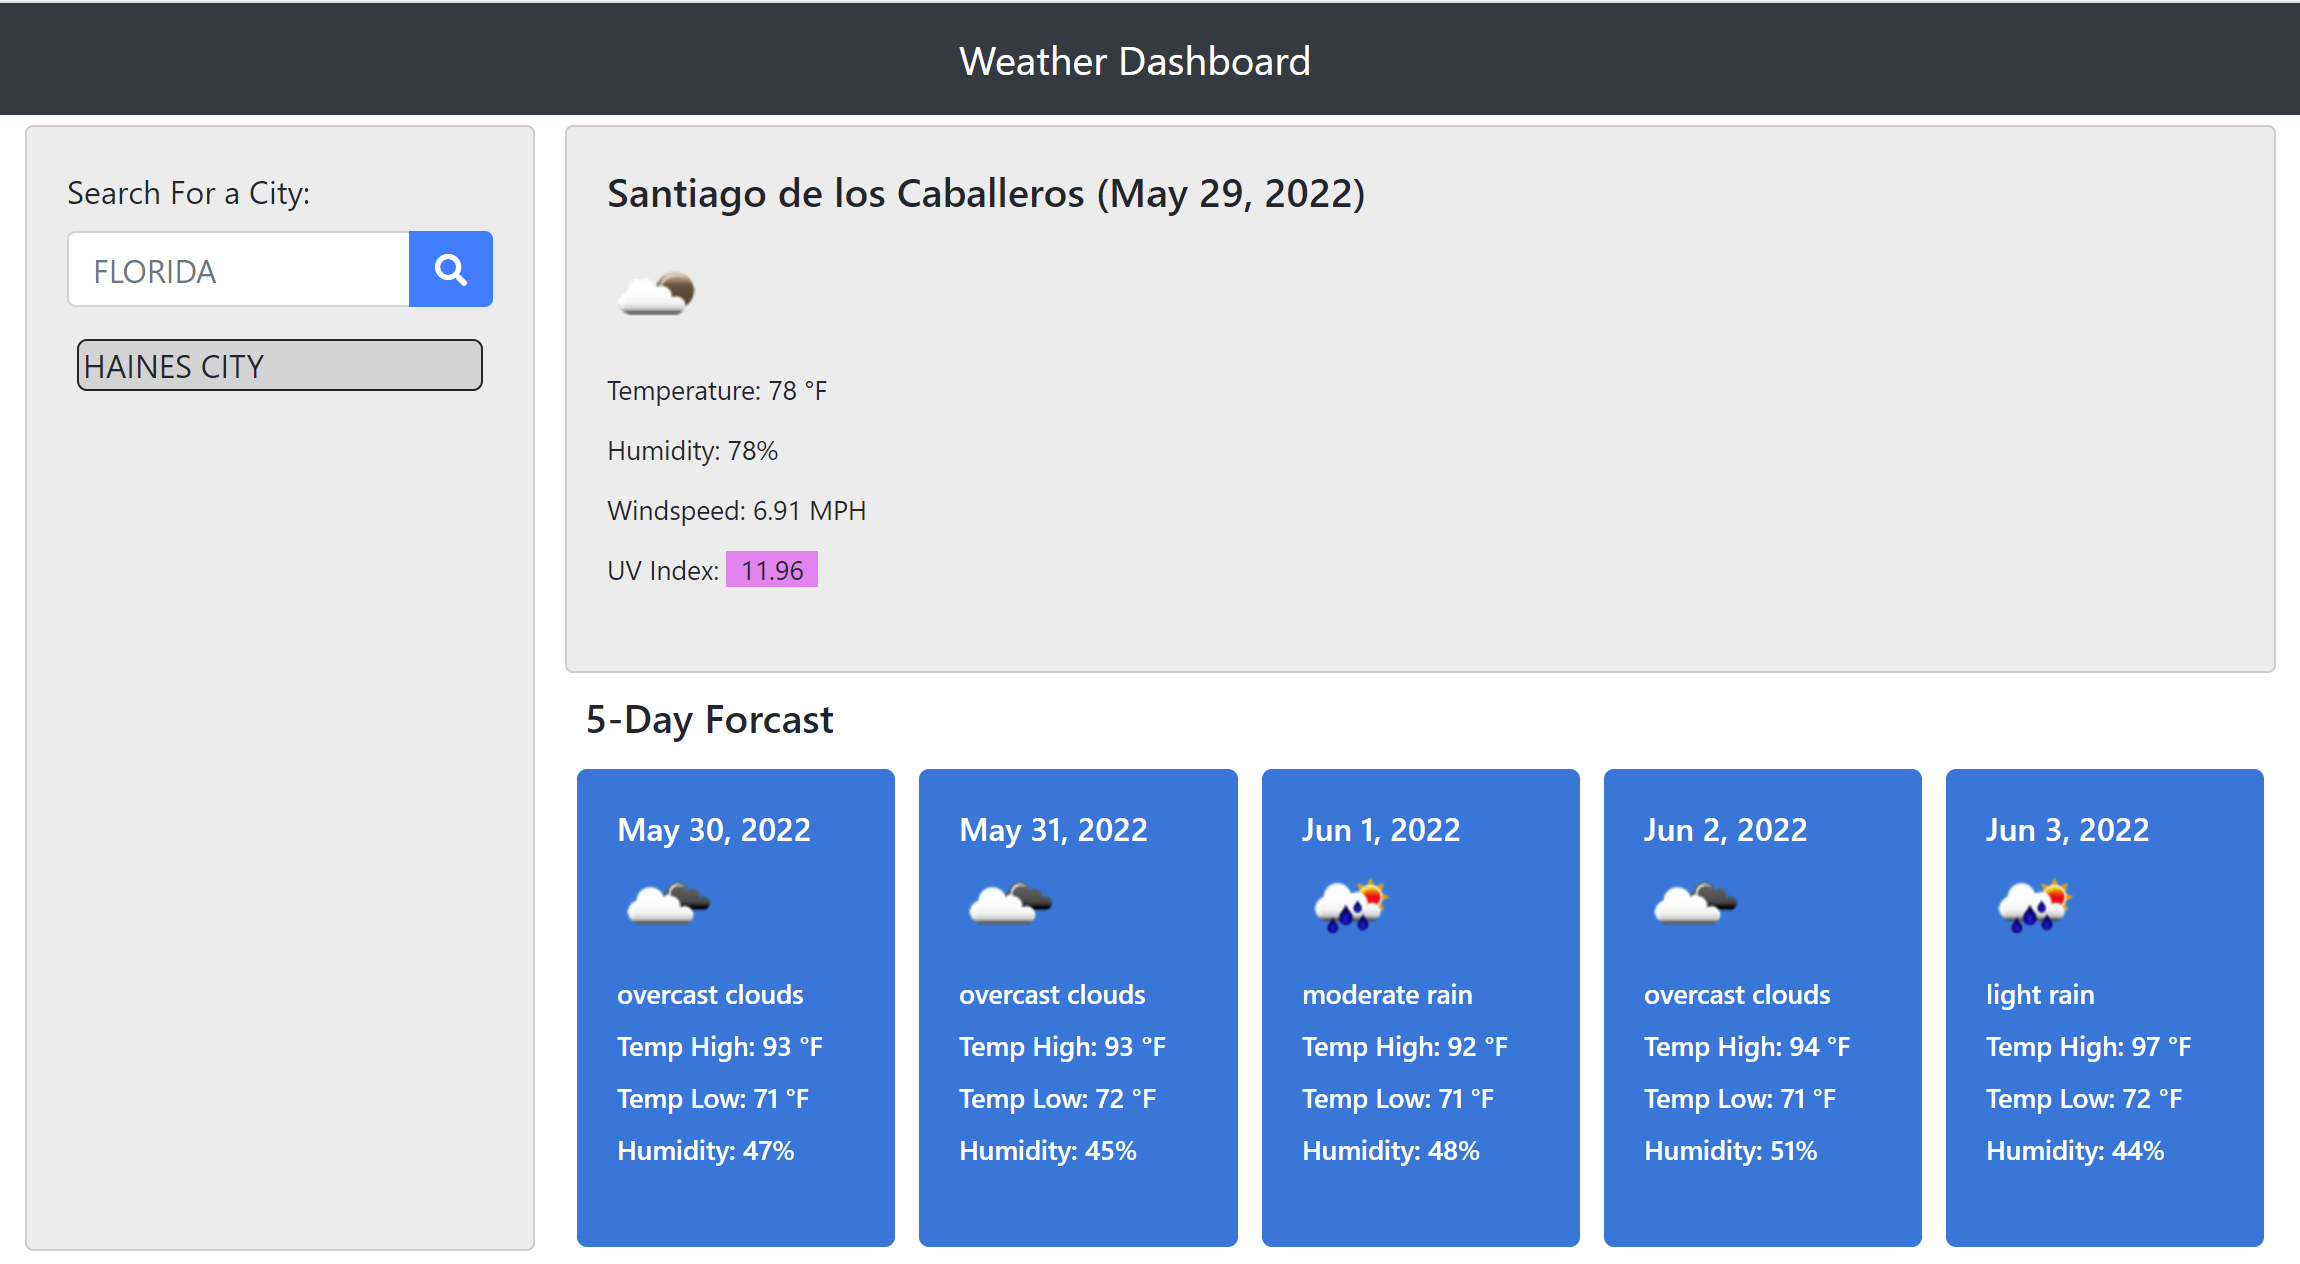 Weather Dashboard
Search For a City:
FLORIDA
HAINES CITY
Santiago de los Caballeros (May 29, 2022)
Temperature: 78 °F
Humidity: 78%
Windspeed: 6.91 MPH
UV Index: 11.96
5-Day Forcast
May 30, 2022
overcast clouds
Temp High: 93 °F
Temp Low: 71 °F
Humidity: 47%
May 31, 2022
overcast clouds
Temp High: 93 °F
Temp Low: 72 °F
Humidity: 45%
Jun 1, 2022
moderate rain
Temp High: 92 °F
Temp Low: 71 °F
Humidity: 48%
Jun 2, 2022
overcast clouds
Temp High: 94 °F
Temp Low: 71 °F
Humidity: 51%
Jun 3, 2022
light rain
Temp High: 97 °F
Temp Low: 72 °F
Humidity: 44%